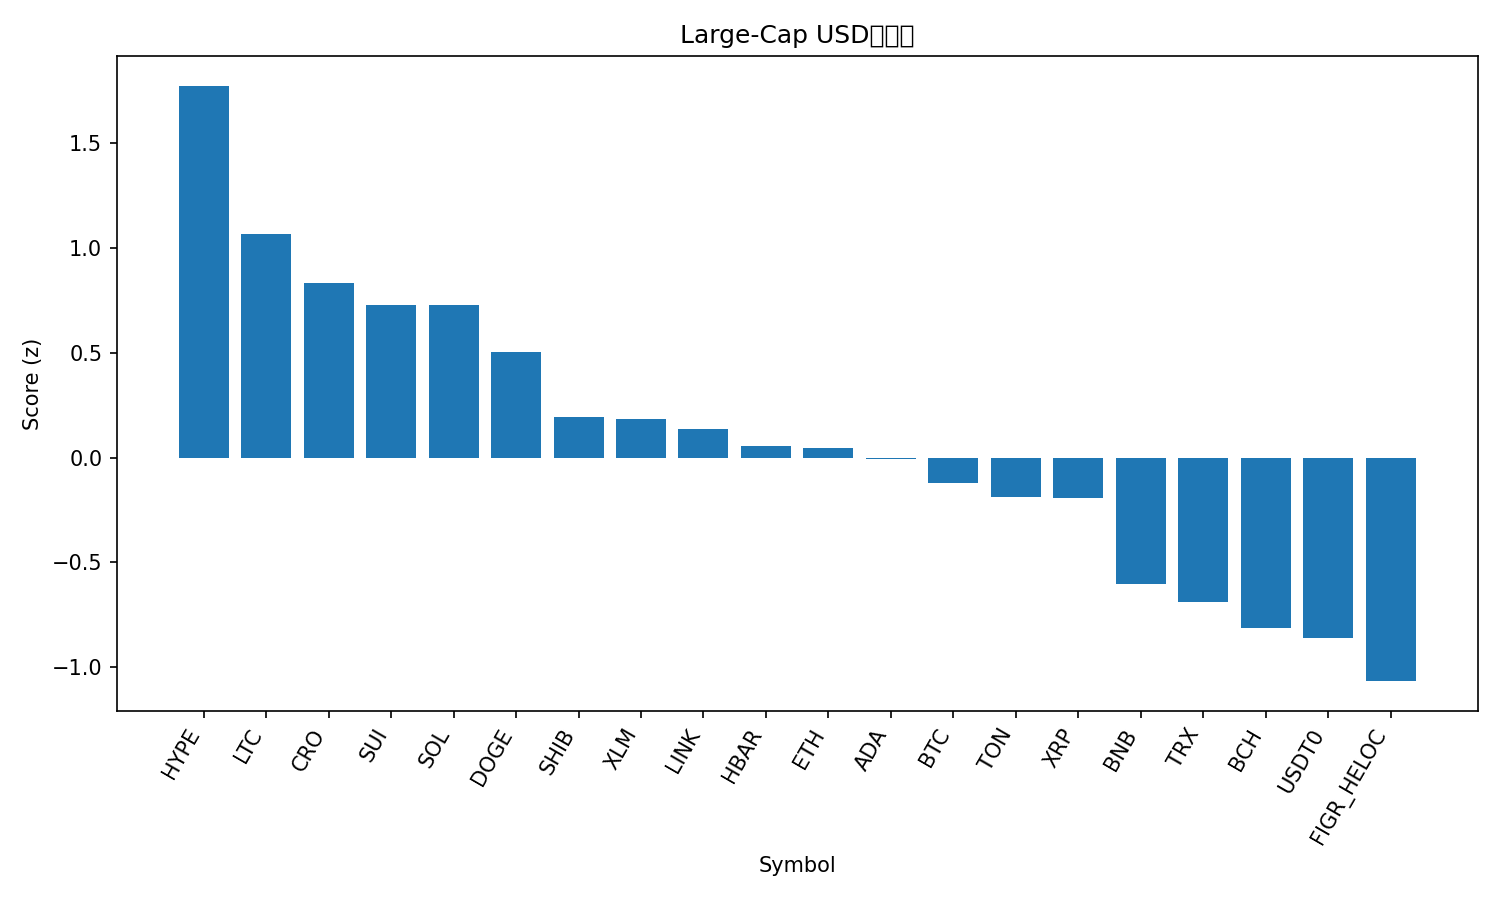 Large-Cap USD
Score (z)
1.5
1.0
0.5
0.0
−0.5
−1.0
HYPE
LTC
CRO
SUI
SOL
DOGE
SHIB
XLM
LINK
HBAR
ETH
ADA
BTC
TON
XRP
BNB
TRX
BCH
USDT0
FIGR_HELOC
Symbol